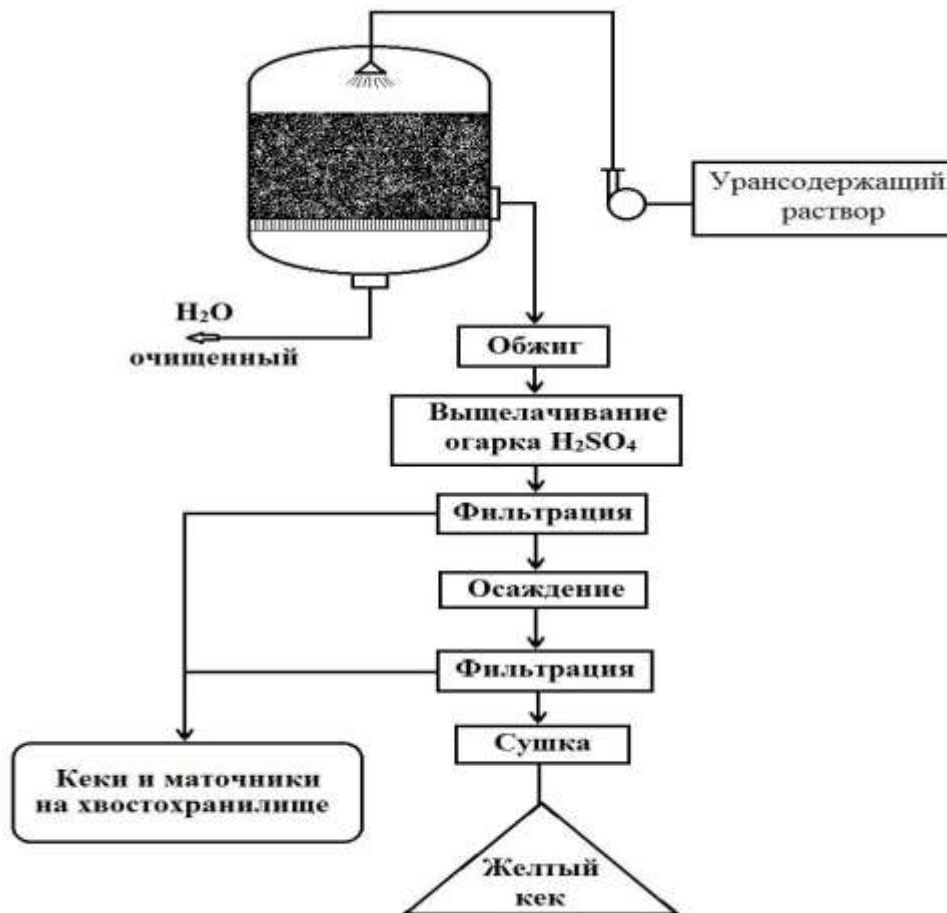 Урансодержащий
раствор
H₂O
очищенный
Обжиг
Выщелачивание
огарка H₂SO₄
Фильтрация
Осаждение
Фильтрация
Сушка
Кеки и маточники
на хвостохранилище
Желтый
кек